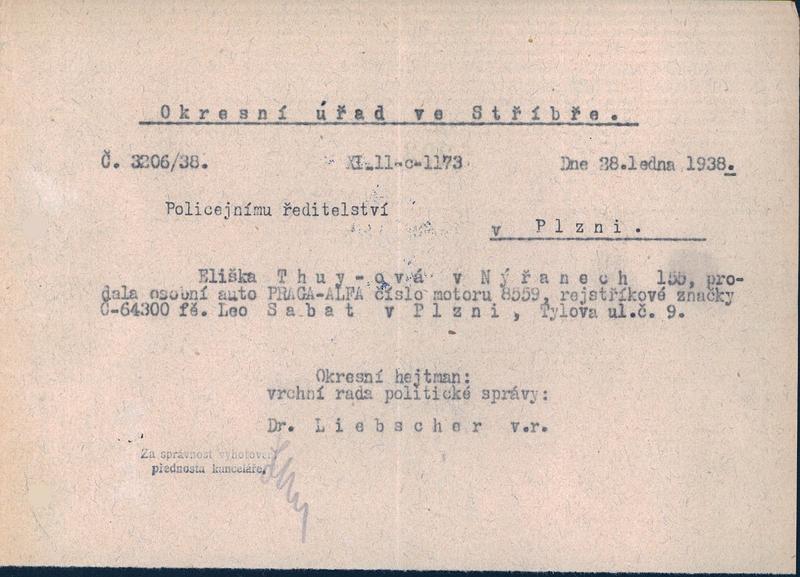 Okresní úřad ve Stříbře.
Č. 3206/38. XI-11-c-1173 Dne 28.ledna 1938.
Policejnímu ředitelství
v Plzni.
Eliška Thuy-ová v Nýřanech 155, pro-
dala osobní auto PRAGA-ALFA číslo motoru 8559, rejstříkové značky
Č-64300 fě. Leo Sabat v Plzni, Tylova ul.č. 9.
Okresní hejtman:
vrchní rada politické správy:
Dr. Liebscher v.r.
Za správnost vyhotov
přednosta kanceláře